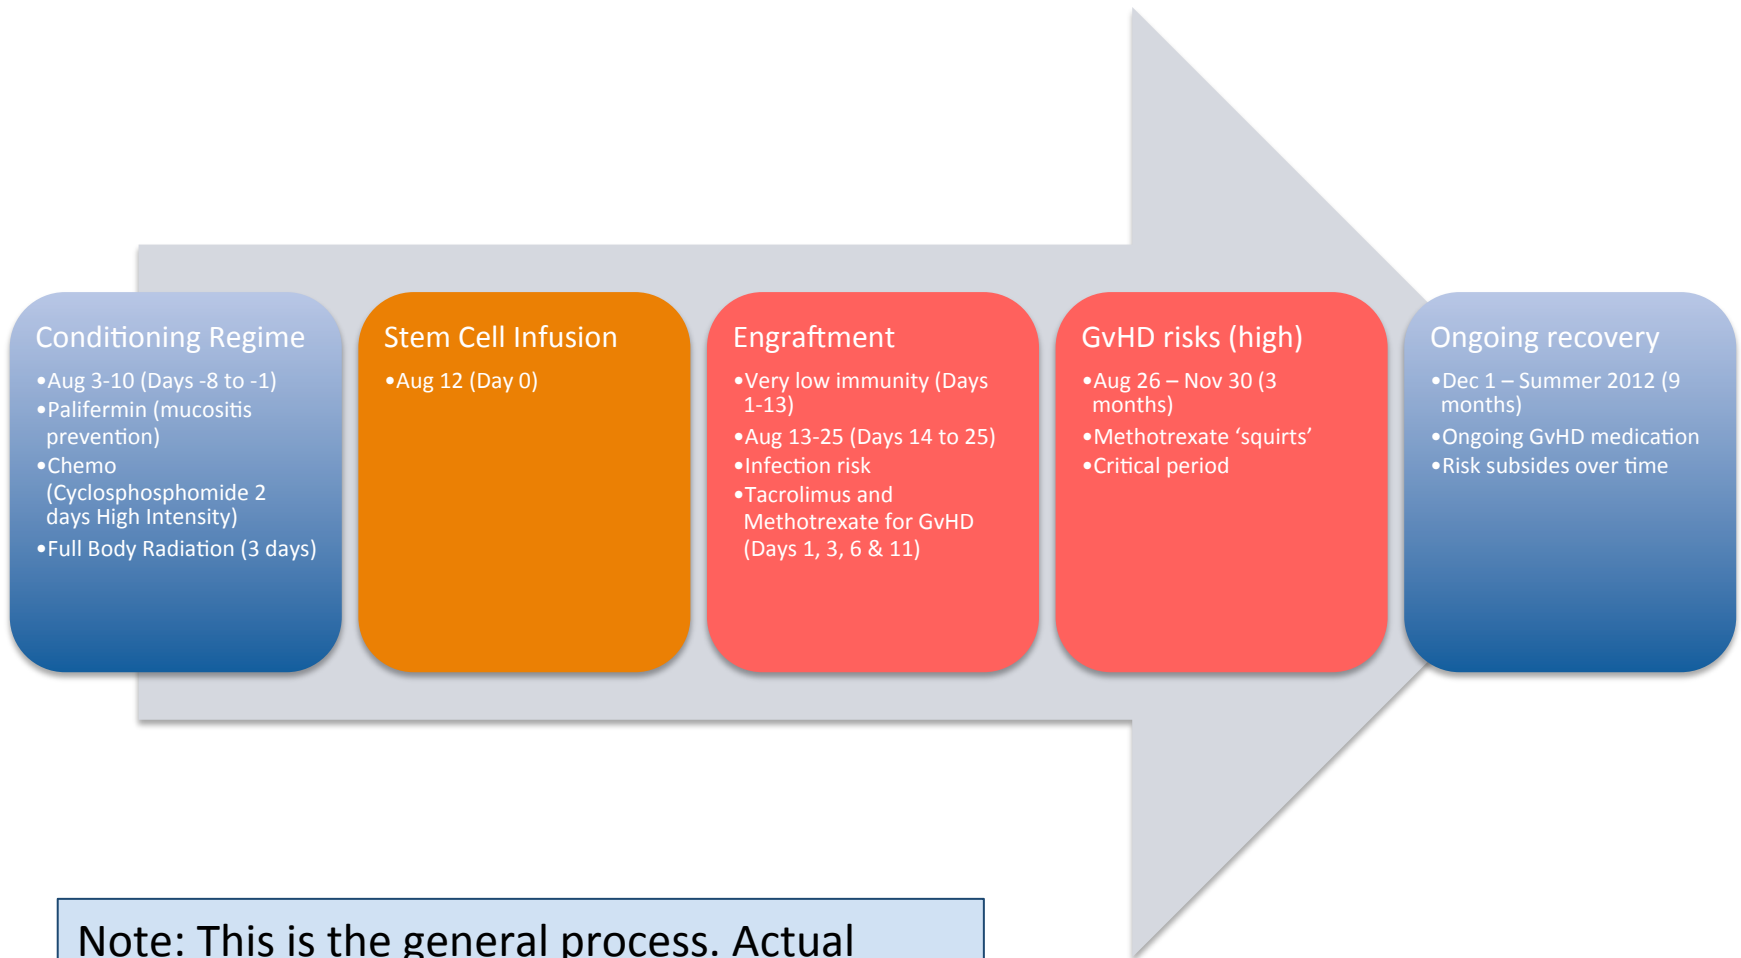 Conditioning Regime
•Aug 3-10 (Days -8 to -1)
•Palifermin (mucositis
prevention)
•Chemo
(Cyclosphosphomide 2
days High Intensity)
•Full Body Radiation (3 days)
Stem Cell Infusion
•Aug 12 (Day 0)
Engraftment
•Very low immunity (Days
1-13)
•Aug 13-25 (Days 14 to 25)
•Infection risk
•Tacrolimus and
Methotrexate for GvHD
(Days 1, 3, 6 & 11)
GvHD risks (high)
•Aug 26 – Nov 30 (3
months)
•Methotrexate ‘squirts’
•Critical period
Ongoing recovery
•Dec 1 – Summer 2012 (9
months)
•Ongoing GvHD medication
•Risk subsides over time
Note: This is the general process. Actual